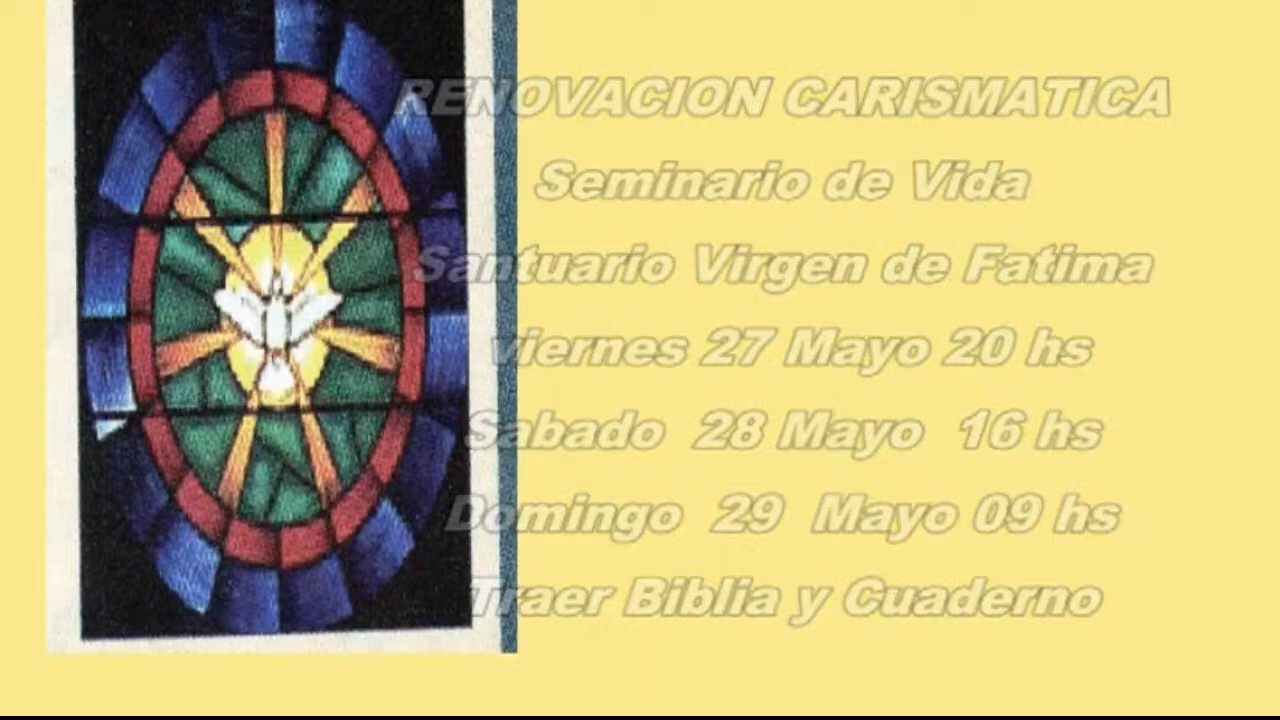 RENOVACION CARISMATICA
Seminario de Vida
Santuario Virgen de Fatima
viernes 27 Mayo 20 hs
Sabado 28 Mayo 16 hs
Domingo 29 Mayo 09 hs
Traer Biblia y Cuaderno